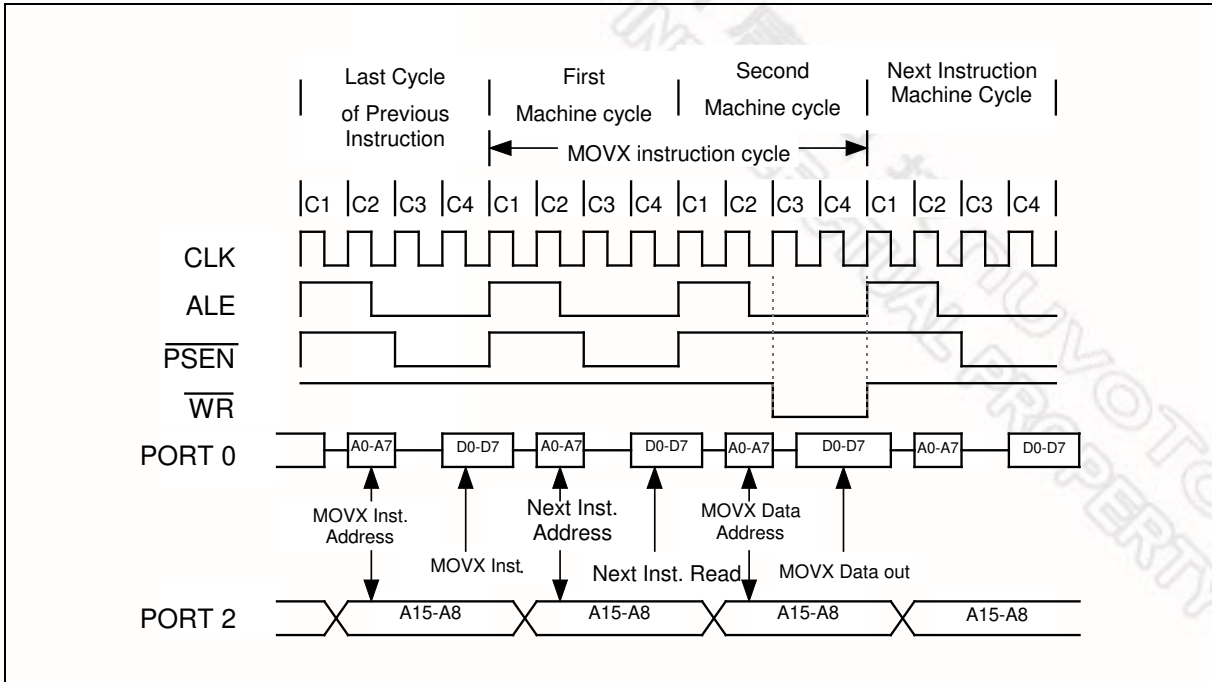 Last Cycle
of Previous
Instruction
First
Machine cycle
Second
Machine cycle
Next Instruction
Machine Cycle
MOVX instruction cycle
C1 C2 C3 C4 C1 C2 C3 C4 C1 C2 C3 C4 C1 C2 C3 C4
CLK
ALE
PSEN
WR
PORT 0
A0-A7 D0-D7 A0-A7 D0-D7 A0-A7 D0-D7 A0-A7 D0-D7
MOVX Inst.
Address
MOVX Inst.
Next Inst.
Address
Next Inst. Read
MOVX Data
Address
MOVX Data out
PORT 2
A15-A8 A15-A8 A15-A8 A15-A8
NUVOTO
PROPERTY